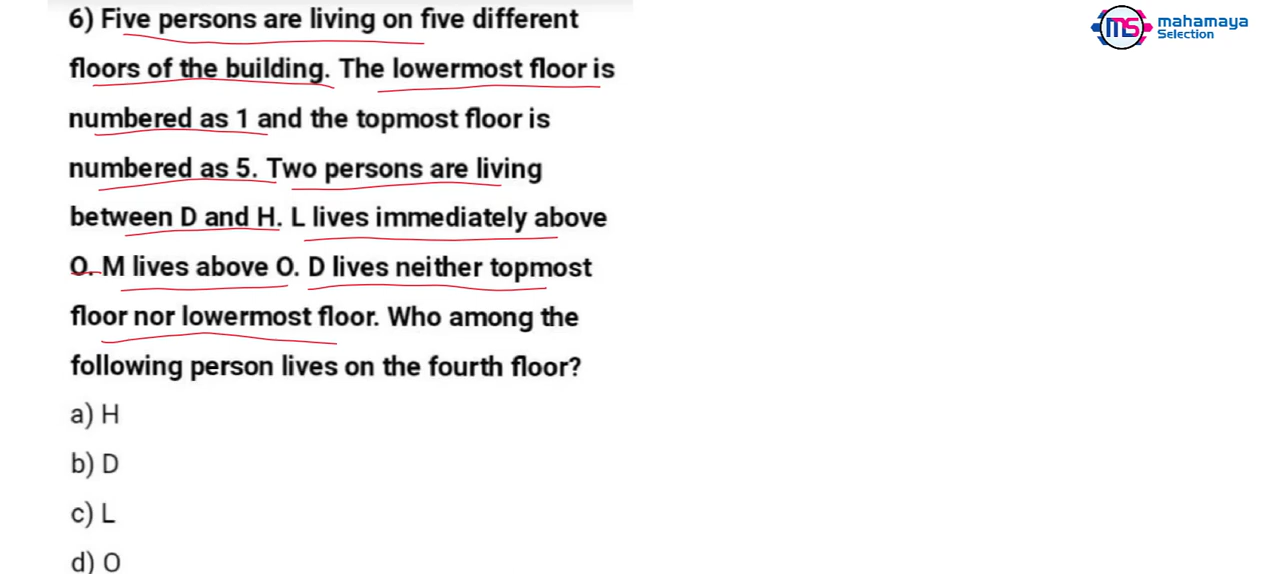 6) Five persons are living on five different
floors of the building. The lowermost floor is
numbered as 1 and the topmost floor is
numbered as 5. Two persons are living
between D and H. L lives immediately above
O. M lives above O. D lives neither topmost
floor nor lowermost floor. Who among the
following person lives on the fourth floor?
a) H
b) D
c) L
d) O
MS mahamaya
Selection